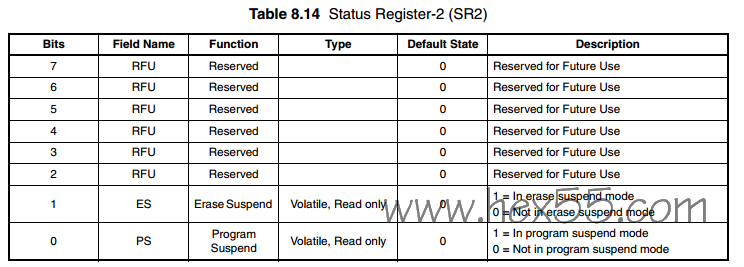 Table 8.14 Status Register-2 (SR2)
Bits Field Name Function Type Default State Description
7 RFU Reserved 0 Reserved for Future Use
6 RFU Reserved 0 Reserved for Future Use
5 RFU Reserved 0 Reserved for Future Use
4 RFU Reserved 0 Reserved for Future Use
3 RFU Reserved 0 Reserved for Future Use
2 RFU Reserved 0 Reserved for Future Use
1 ES Erase Suspend Volatile, Read only 0 1 = In erase suspend mode
0 = Not in erase suspend mode
0 PS Program Suspend Volatile, Read only 0 1 = In program suspend mode
0 = Not in program suspend mode
www.hex55.com